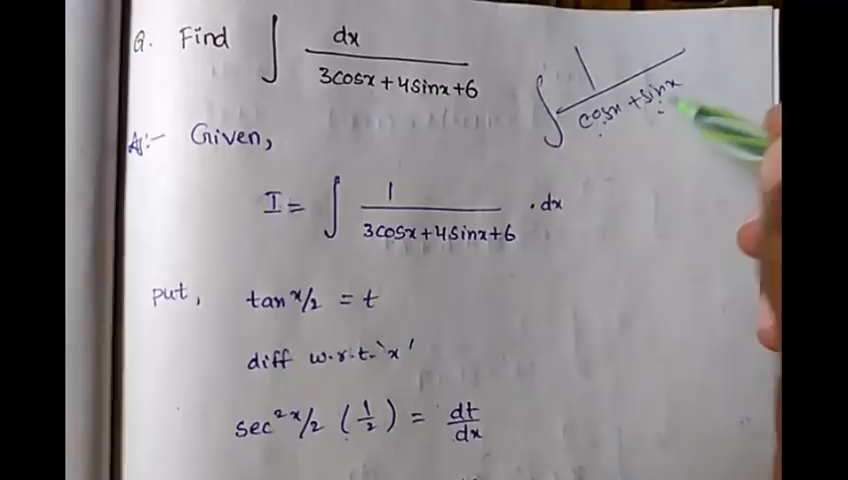 Q. Find ∫ dx / 3cosx+4sinx+6
∫ 1 / cosx + sinx
A:- Given,
I = ∫ 1 / 3cosx+4sinx+6 . dx
put, tan x/2 = t
diff w.r.t. 'x'
sec² x/2 (1/2) = dt/dx